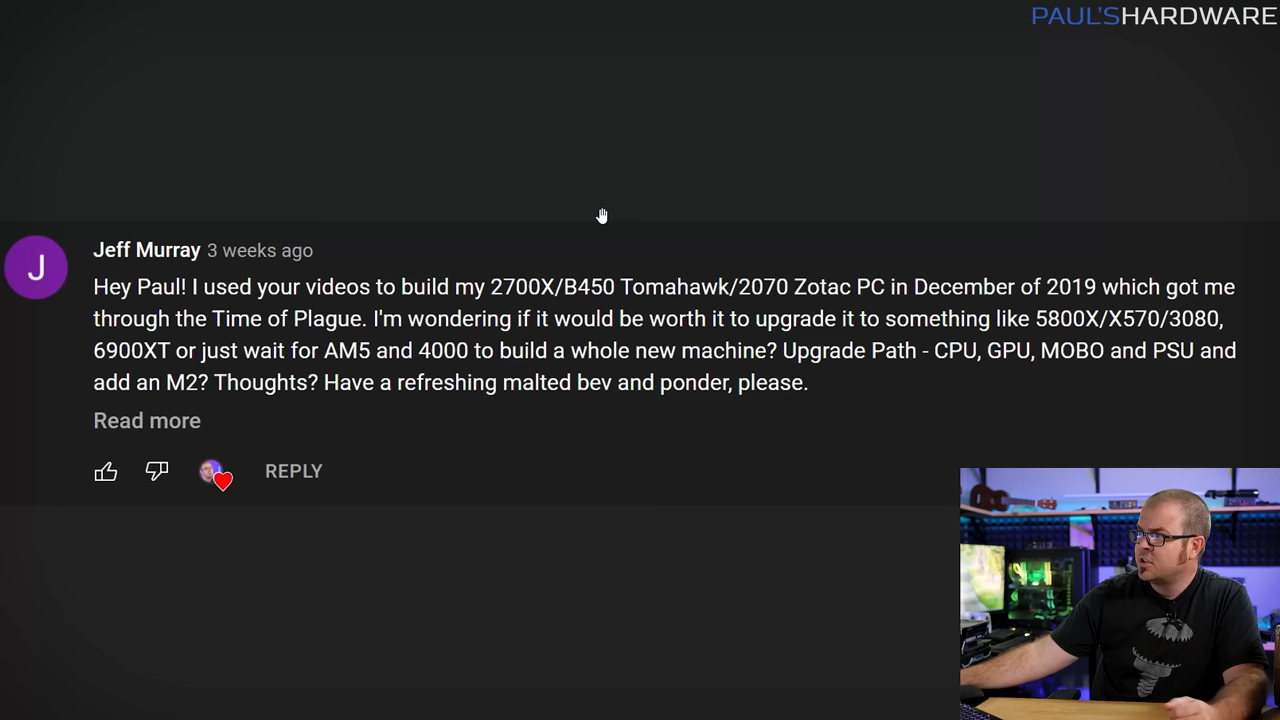 PAUL'SHARDWARE
J
Jeff Murray 3 weeks ago
Hey Paul! I used your videos to build my 2700X/B450 Tomahawk/2070 Zotac PC in December of 2019 which got me
through the Time of Plague. I'm wondering if it would be worth it to upgrade it to something like 5800X/X570/3080,
6900XT or just wait for AM5 and 4000 to build a whole new machine? Upgrade Path - CPU, GPU, MOBO and PSU and
add an M2? Thoughts? Have a refreshing malted bev and ponder, please.
Read more
REPLY